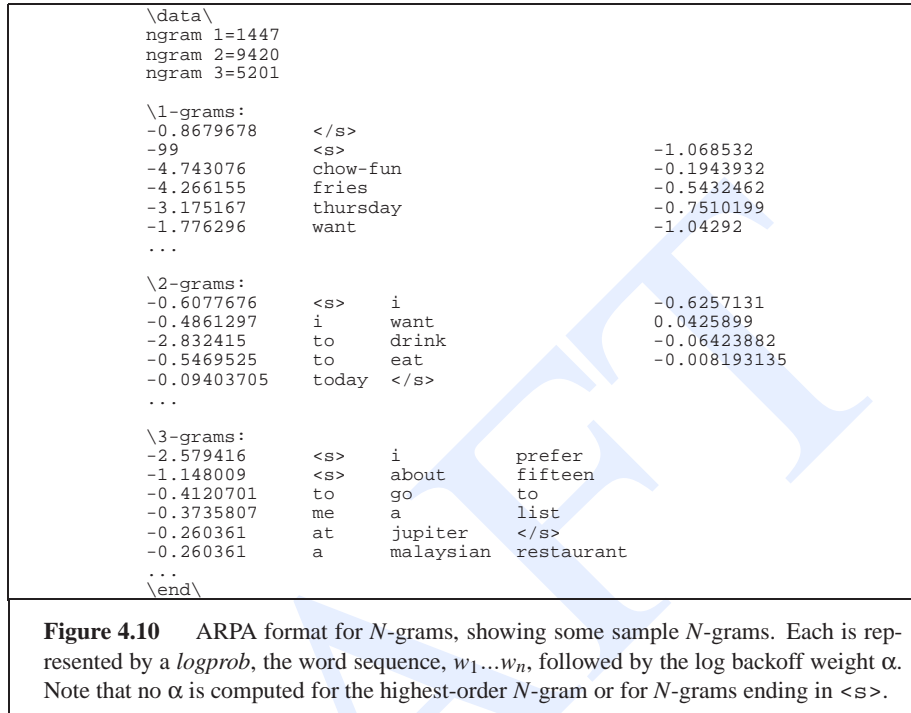 \data\
ngram 1=1447
ngram 2=9420
ngram 3=5201
\1-grams:
-0.8679678 </s>
-99 <s> -1.068532
-4.743076 chow-fun -0.1943932
-4.266155 fries -0.5432462
-3.175167 thursday -0.7510199
-1.776296 want -1.04292
...
\2-grams:
-0.6077676 <s> i -0.6257131
-0.4861297 i want 0.0425899
-2.832415 to drink -0.06423882
-0.5469525 to eat -0.008193135
-0.09403705 today </s>
...
\3-grams:
-2.579416 <s> i prefer
-1.148009 <s> about fifteen
-0.4120701 to go to
-0.3735807 me a list
-0.260361 at jupiter </s>
-0.260361 a malaysian restaurant
...
\end\
Figure 4.10 ARPA format for N-grams, showing some sample N-grams. Each is rep-
resented by a logprob, the word sequence, w1...wn, followed by the log backoff weight α.
Note that no α is computed for the highest-order N-gram or for N-grams ending in <s>.